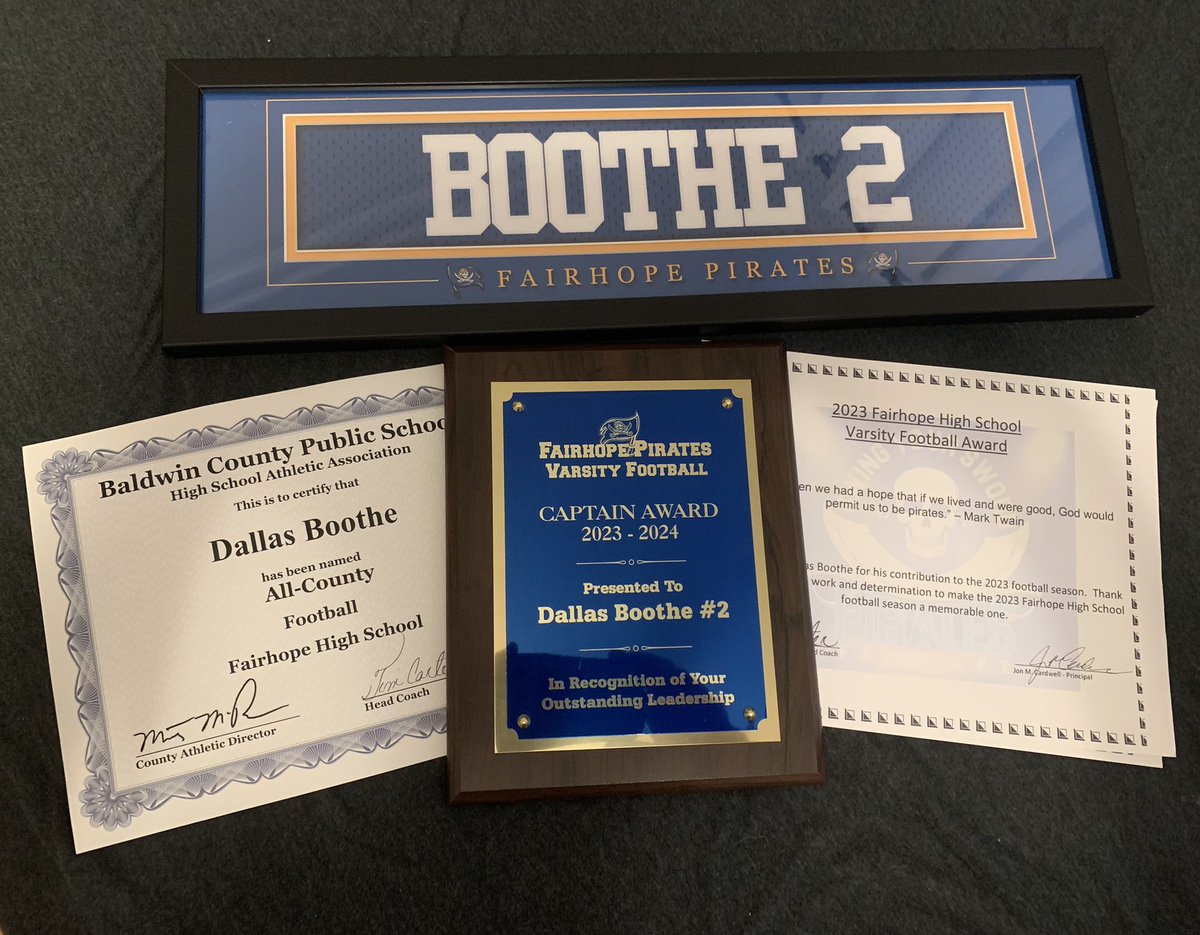 BOOTHE 2
FAIRHOPE PIRATES
Baldwin County Public
High School Athletic Association
This is to certify that
Dallas Boothe
has been named
All-County
Football
Fairhope High School
Head Coach
County Athletic Director
FAIRHOPE PIRATES
VARSITY FOOTBALL
CAPTAIN AWARD
2023 - 2024
Presented To
Dallas Boothe #2
In Recognition of Your
Outstanding Leadership
2023 Fairhope High School
Varsity Football Award
we had a hope that if we lived and were good, God would
permit us to be pirates." – Mark Twain
Boothe for his contribution to the 2023 football season. Thank
work and determination to make the 2023 Fairhope High School
football season a memorable one.
Coach
Jon M. Cardwell - Principal
PIRATES